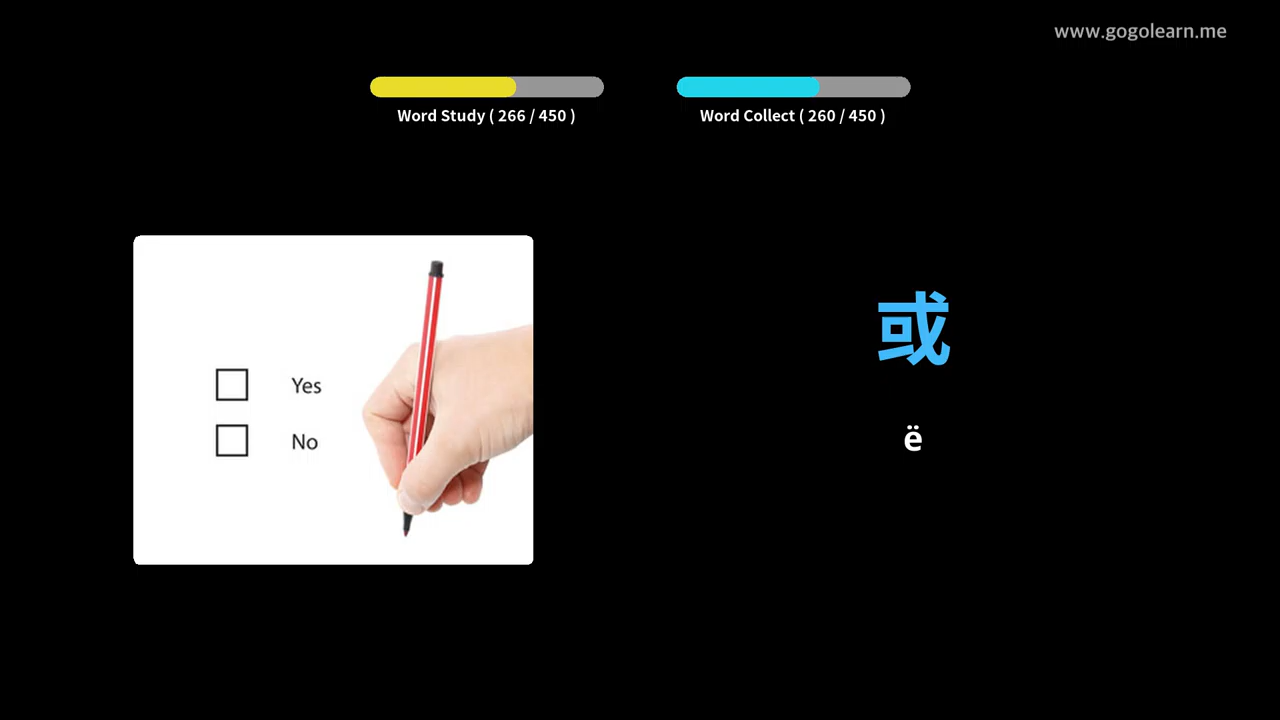 www.gogolearn.me
Word Study ( 266 / 450 )
Word Collect ( 260 / 450 )
Yes
No
或
ë